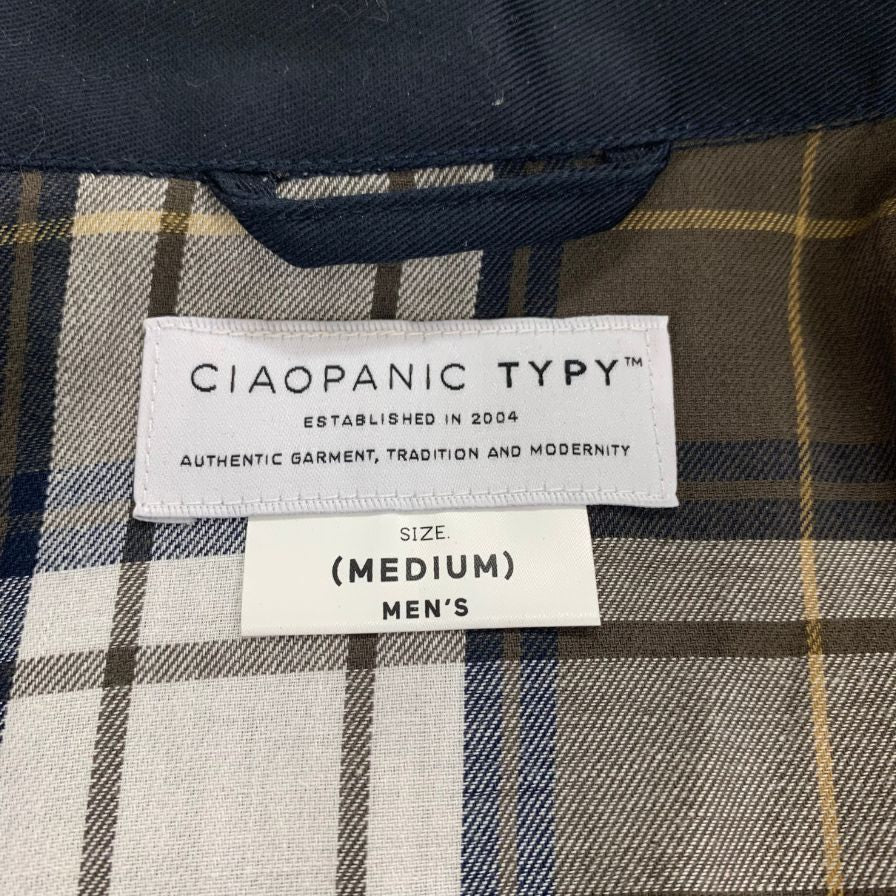 CIAOPANIC TYPY™
ESTABLISHED IN 2004
AUTHENTIC GARMENT, TRADITION AND MODERNITY
SIZE.
(MEDIUM)
MEN'S